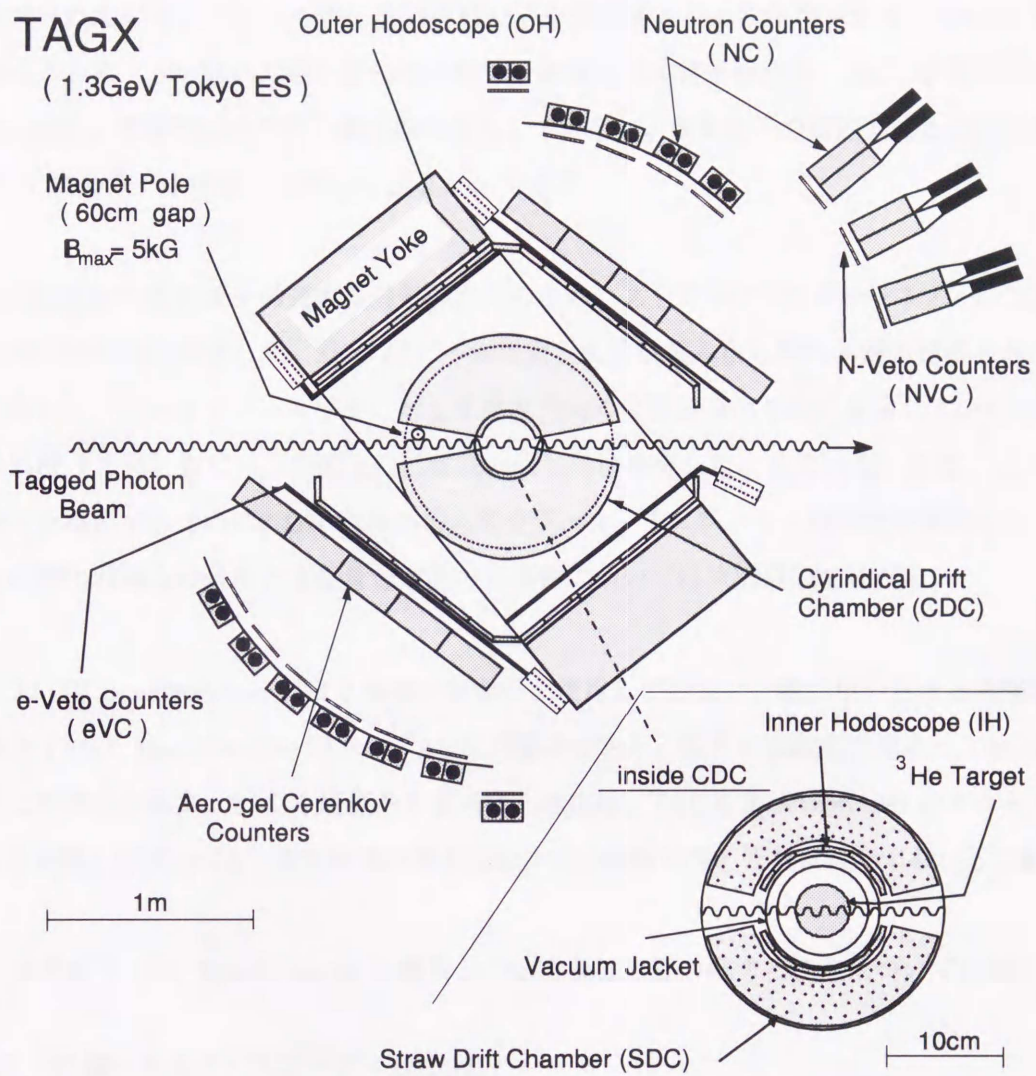 TAGX
( 1.3GeV Tokyo ES )
Outer Hodoscope (OH)
Neutron Counters
( NC )
Magnet Pole
( 60cm gap )
Bmax= 5kG
Magnet Yoke
N-Veto Counters
( NVC )
Tagged Photon
Beam
Cyrindical Drift
Chamber (CDC)
e-Veto Counters
( eVC )
Aero-gel Cerenkov
Counters
Inner Hodoscope (IH)
inside CDC
3He Target
1m
Vacuum Jacket
Straw Drift Chamber (SDC)
10cm